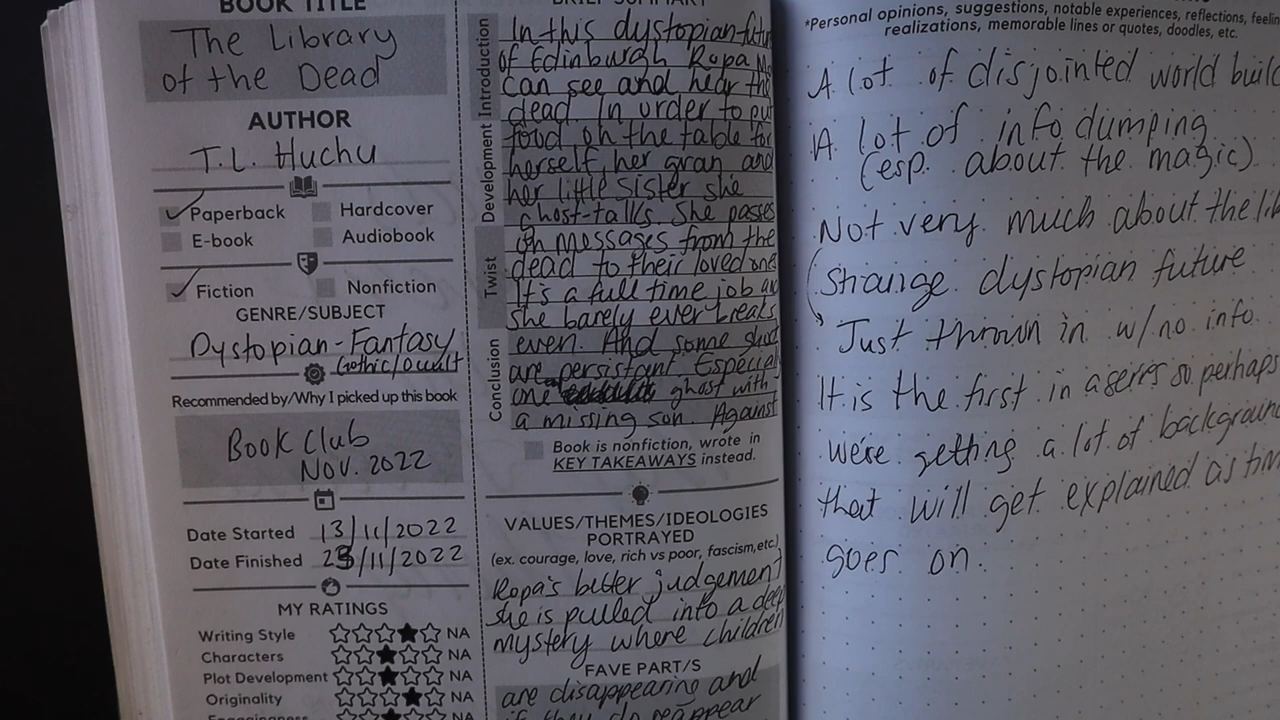 BOOK TITLE
The Library
of the Dead
AUTHOR
T.L. Huchu
Paperback
Hardcover
E-book
Audiobook
Fiction
Nonfiction
GENRE/SUBJECT
Dystopian-Fantasy
Gothic/Occult
Recommended by/Why I picked up this book
Book Club
Nov. 2022
Date Started 13/11/2022
Date Finished 23/11/2022
MY RATINGS
Writing Style NA
Characters NA
Plot Development NA
Originality NA
NA
BRIEF SUMMARY
Introduction
Development
Twist
Conclusion
In this dystopian
of Edinburgh Ropa
can see and hear the
dead. In order to put
food on the table for
herself, her gran and
her little sister she
ghost-talks. She passes
on messages from the
dead to their loved ones
It's a full time job
she barely ever breaks
even. And some
are persistant.
one ghost with
a missing son. Against
Book is nonfiction, wrote in
KEY TAKEAWAYS instead.
VALUES/THEMES/IDEOLOGIES
PORTRAYED
(ex. courage, love, rich vs poor, fascism,etc.)
Ropa's better judgement
she is pulled into a deep
mystery where children
FAVE PART/S
are disappearing and
if they do reappear
*Personal opinions, suggestions, notable experiences, reflections,
realizations, memorable lines or quotes, doodles, etc.
A lot of disjointed world
A lot of info dumping
(esp. about the magic)
Not very much about the
Strange dystopian future
Just thrown in w/no info.
It is the first in a series so perhaps
we're getting a lot of background
that will get explained as
goes on.